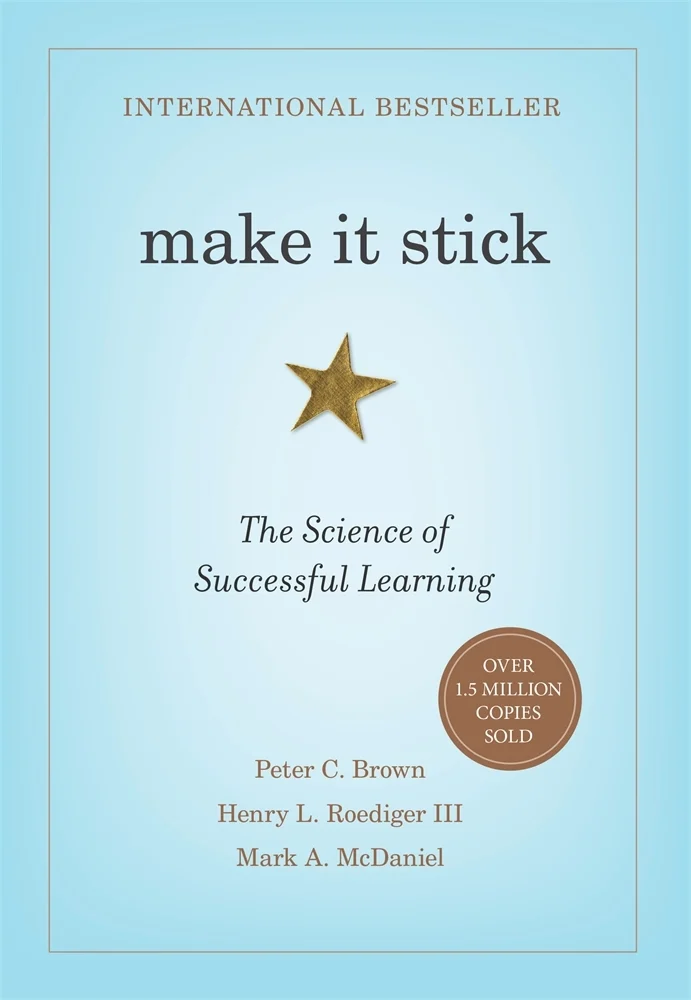 INTERNATIONAL BESTSELLER
make it stick
The Science of
Successful Learning
OVER
1.5 MILLION
COPIES
SOLD
Peter C. Brown
Henry L. Roediger III
Mark A. McDaniel